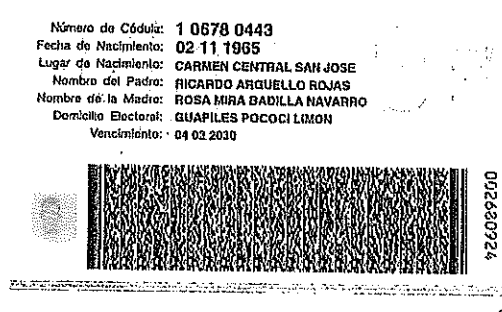 Número de Cédula: 1 0678 0443
Fecha de Nacimiento: 02 11 1965
Lugar de Nacimiento: CARMEN CENTRAL SAN JOSE
Nombre del Padre: RICARDO ARGUELLO ROJAS
Nombre de la Madre: ROSA MIRA BADILLA NAVARRO
Domicilio Electoral: GUAPILES POCOCI LIMON
Vencimiento: 04 02 2030
002680924